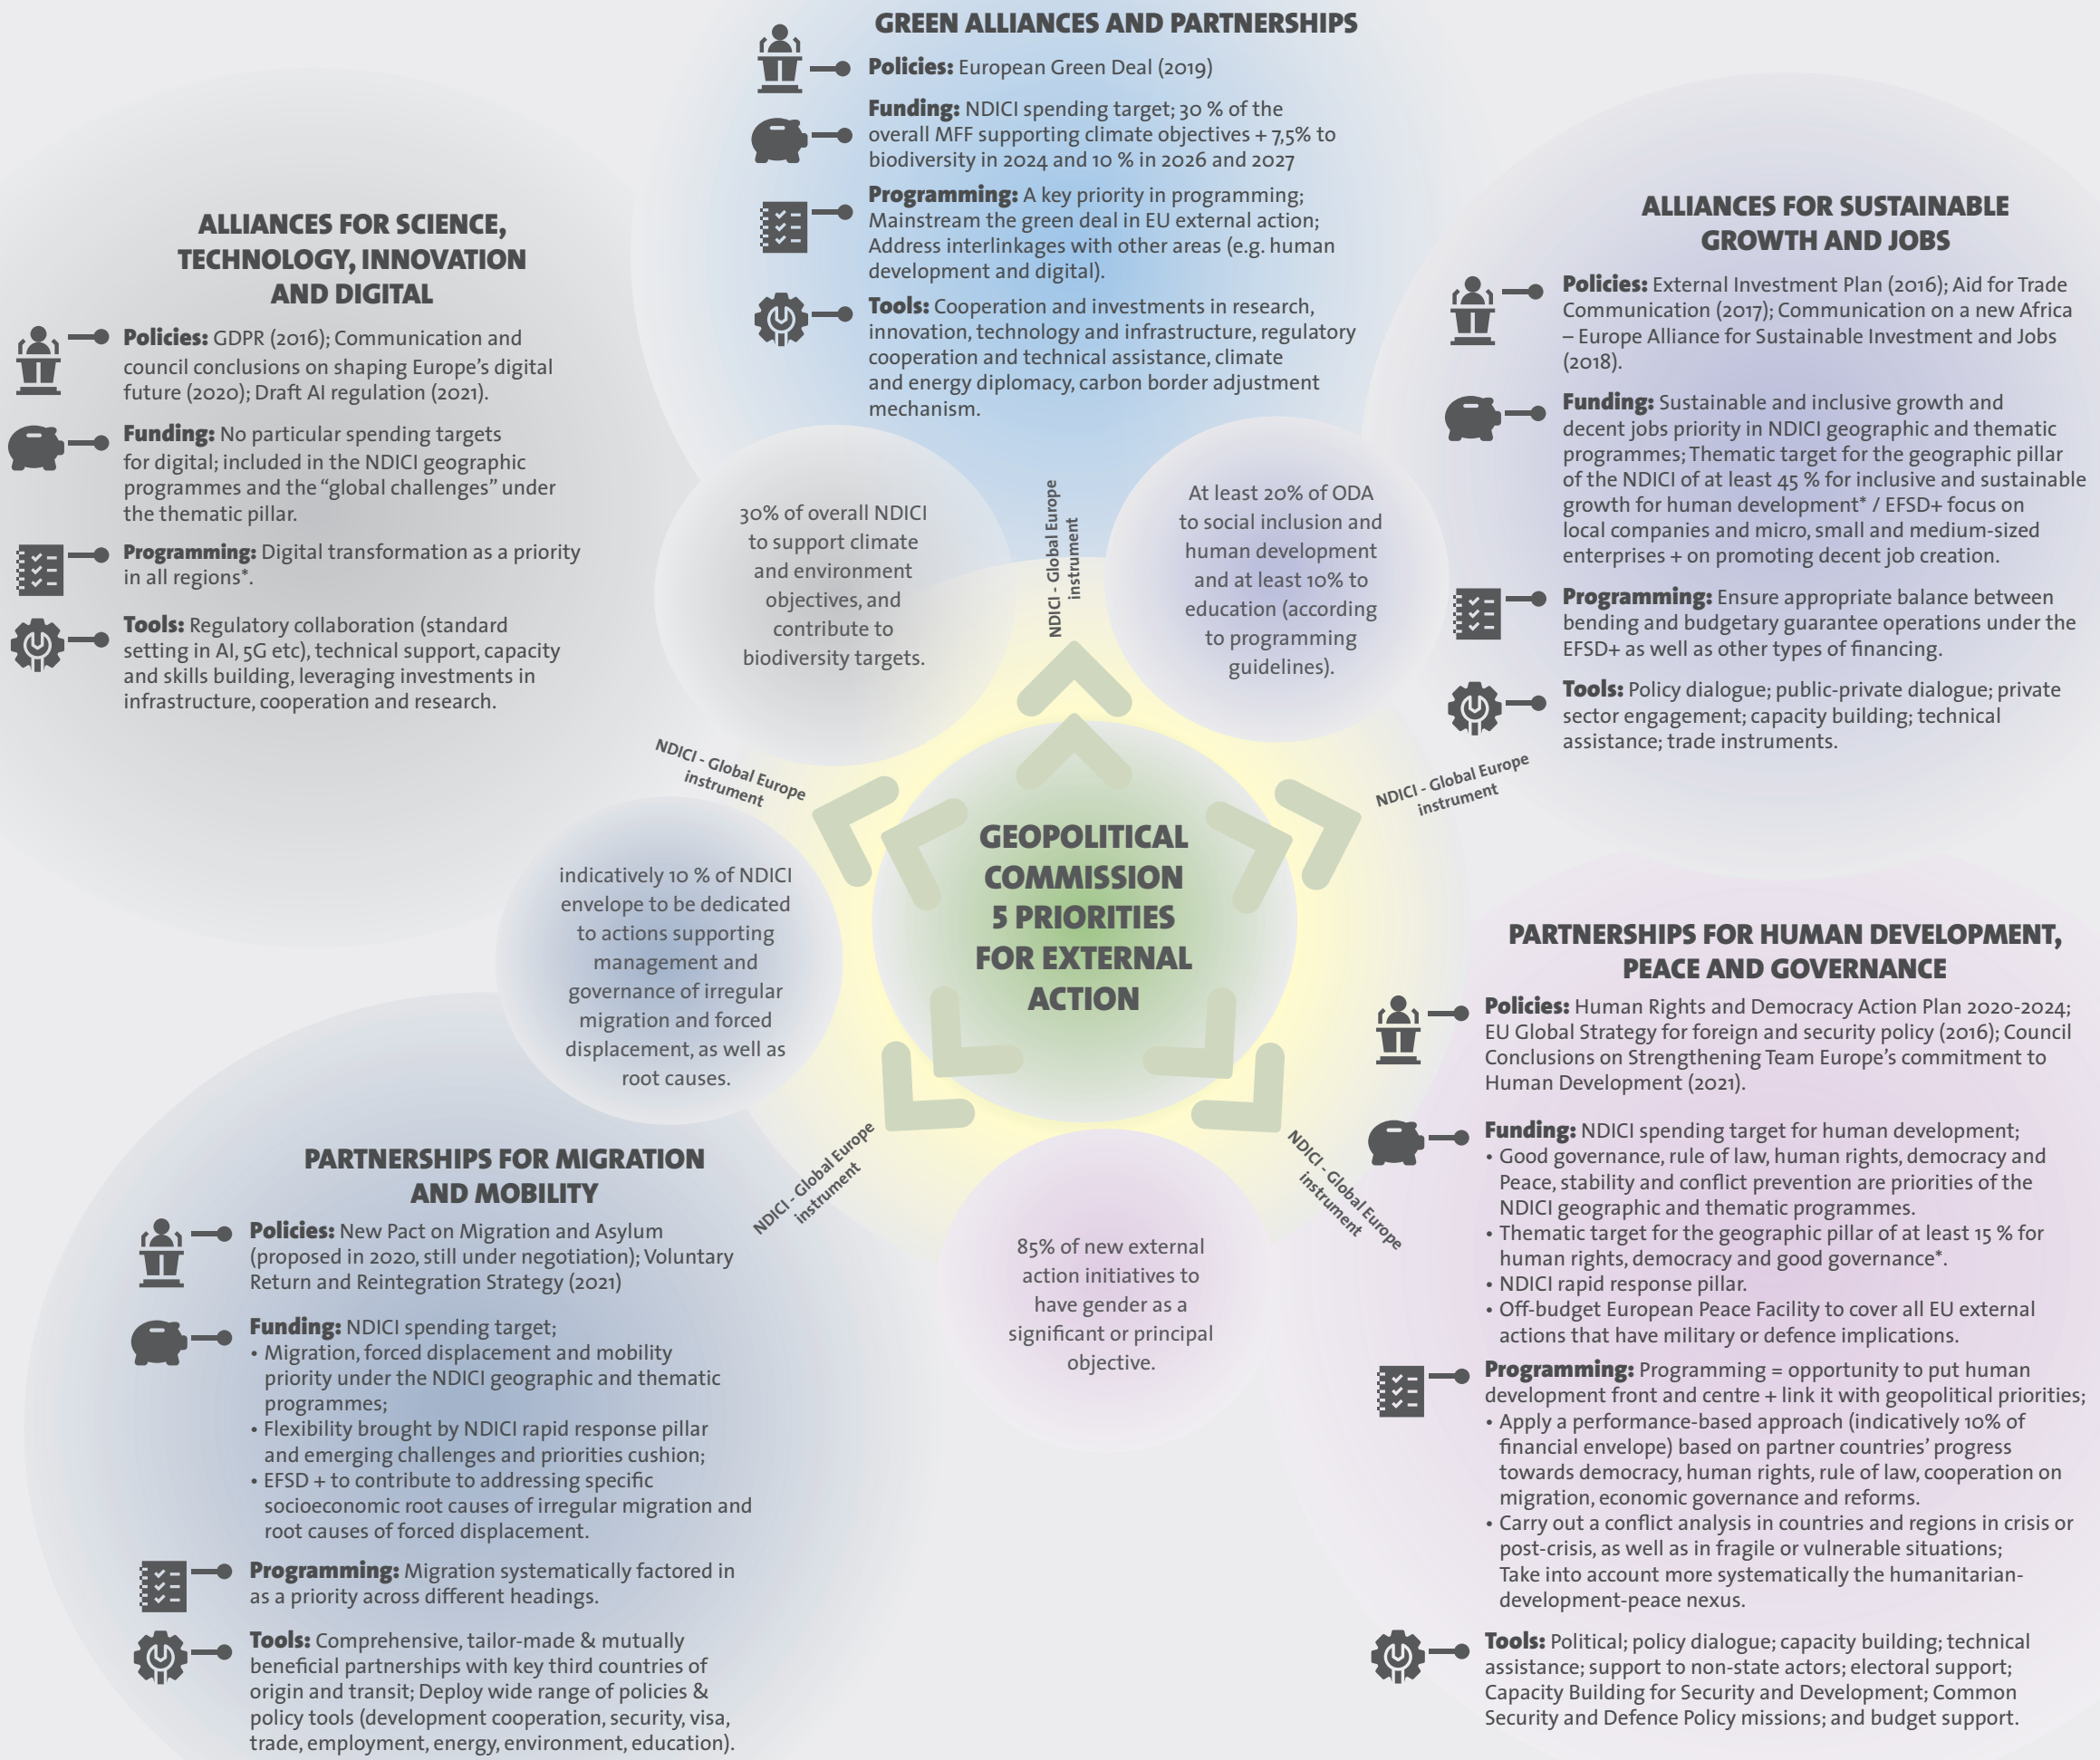 GREEN ALLIANCES AND PARTNERSHIPS
Policies: European Green Deal (2019)
Funding: NDICI spending target; 30 % of the
overall MFF supporting climate objectives + 7,5% to
biodiversity in 2024 and 10 % in 2026 and 2027
Programming: A key priority in programming;
Mainstream the green deal in EU external action;
Address interlinkages with other areas (e.g. human
development and digital).
Tools: Cooperation and investments in research,
innovation, technology and infrastructure, regulatory
cooperation and technical assistance, climate
and energy diplomacy, carbon border adjustment
mechanism.
ALLIANCES FOR SCIENCE,
TECHNOLOGY, INNOVATION
AND DIGITAL
Policies: GDPR (2016); Communication and
council conclusions on shaping Europe's digital
future (2020); Draft AI regulation (2021).
Funding: No particular spending targets
for digital; included in the NDICI geographic
programmes and the “global challenges” under
the thematic pillar.
Programming: Digital transformation as a priority
in all regions*.
Tools: Regulatory collaboration (standard
setting in AI, 5G etc), technical support, capacity
and skills building, leveraging investments in
infrastructure, cooperation and research.
ALLIANCES FOR SUSTAINABLE
GROWTH AND JOBS
Policies: External Investment Plan (2016); Aid for Trade
Communication (2017); Communication on a new Africa
– Europe Alliance for Sustainable Investment and Jobs
(2018).
Funding: Sustainable and inclusive growth and
decent jobs priority in NDICI geographic and thematic
programmes; Thematic target for the geographic pillar
of the NDICI of at least 45 % for inclusive and sustainable
growth for human development* / EFSD+ focus on
local companies and micro, small and medium-sized
enterprises + on promoting decent job creation.
Programming: Ensure appropriate balance between
bending and budgetary guarantee operations under the
EFSD+ as well as other types of financing.
Tools: Policy dialogue; public-private dialogue; private
sector engagement; capacity building; technical
assistance; trade instruments.
30% of overall NDICI
to support climate
and environment
objectives, and
contribute to
biodiversity targets.
NDICI - Global Europe
instrument
At least 20% of ODA
to social inclusion and
human development
and at least 10% to
education (according
to programming
guidelines).
NDICI - Global Europe
instrument
NDICI - Global Europe
instrument
indicatively 10 % of NDICI
envelope to be dedicated
to actions supporting
management and
governance of irregular
migration and forced
displacement, as well as
root causes.
GEOPOLITICAL
COMMISSION
5 PRIORITIES
FOR EXTERNAL
ACTION
NDICI - Global Europe
instrument
NDICI - Global Europe
instrument
85% of new external
action initiatives to
have gender as a
significant or principal
objective.
PARTNERSHIPS FOR MIGRATION
AND MOBILITY
Policies: New Pact on Migration and Asylum
(proposed in 2020, still under negotiation); Voluntary
Return and Reintegration Strategy (2021)
Funding: NDICI spending target;
• Migration, forced displacement and mobility
priority under the NDICI geographic and thematic
programmes;
• Flexibility brought by NDICI rapid response pillar
and emerging challenges and priorities cushion;
• EFSD + to contribute to addressing specific
socioeconomic root causes of irregular migration and
root causes of forced displacement.
Programming: Migration systematically factored in
as a priority across different headings.
Tools: Comprehensive, tailor-made & mutually
beneficial partnerships with key third countries of
origin and transit; Deploy wide range of policies &
policy tools (development cooperation, security, visa,
trade, employment, energy, environment, education).
PARTNERSHIPS FOR HUMAN DEVELOPMENT,
PEACE AND GOVERNANCE
Policies: Human Rights and Democracy Action Plan 2020-2024;
EU Global Strategy for foreign and security policy (2016); Council
Conclusions on Strengthening Team Europe's commitment to
Human Development (2021).
Funding: NDICI spending target for human development;
• Good governance, rule of law, human rights, democracy and
Peace, stability and conflict prevention are priorities of the
NDICI geographic and thematic programmes.
• Thematic target for the geographic pillar of at least 15 % for
human rights, democracy and good governance*.
• NDICI rapid response pillar.
• Off-budget European Peace Facility to cover all EU external
actions that have military or defence implications.
Programming: Programming = opportunity to put human
development front and centre + link it with geopolitical priorities;
• Apply a performance-based approach (indicatively 10% of
financial envelope) based on partner countries' progress
towards democracy, human rights, rule of law, cooperation on
migration, economic governance and reforms.
• Carry out a conflict analysis in countries and regions in crisis or
post-crisis, as well as in fragile or vulnerable situations;
Take into account more systematically the humanitarian-
development-peace nexus.
Tools: Political; policy dialogue; capacity building; technical
assistance; support to non-state actors; electoral support;
Capacity Building for Security and Development; Common
Security and Defence Policy missions; and budget support.